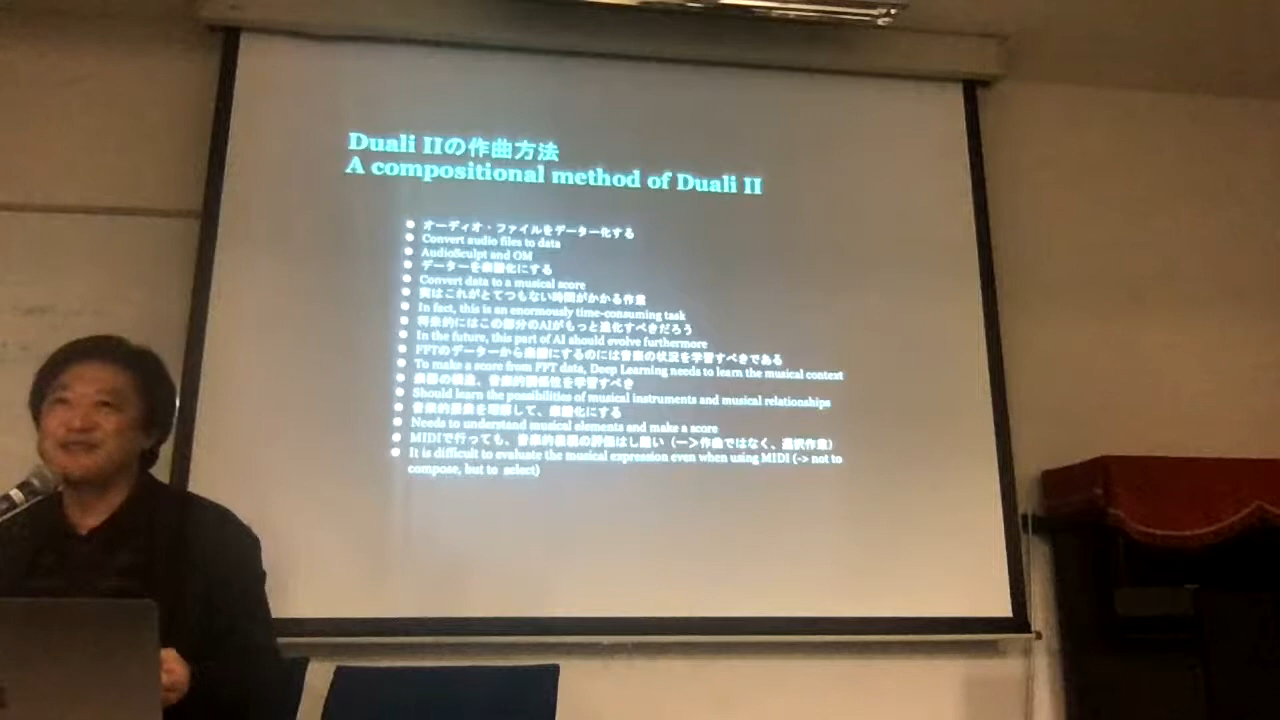 Duali IIの作曲方法
A compositional method of Duali II
オーディオ・ファイルをデーター化する
Convert audio files to data
AudioSculpt and OM
データーを楽譜化にする
Convert data to a musical score
実はこれがとてつもない時間がかかる作業
In fact, this is an enormously time-consuming task
将来的にはこの部分のAIがもっと進化すべきだろう
In the future, this part of AI should evolve furthermore
FFTのデーターから楽譜にするのには音楽の状況を学習すべきである
To make a score from FFT data, Deep Learning needs to learn the musical context
の構造、音楽的関係性を学習すべき
Should learn the possibilities of musical instruments and musical relationships
音楽的要素を理解して、楽譜化にする
Needs to understand musical elements and make a score
MIDIで行っても、音楽的表現の評価はし難い（ー＞作曲ではなく、選択作業）
It is difficult to evaluate the musical expression even when using MIDI (-> not to
compose, but to select)